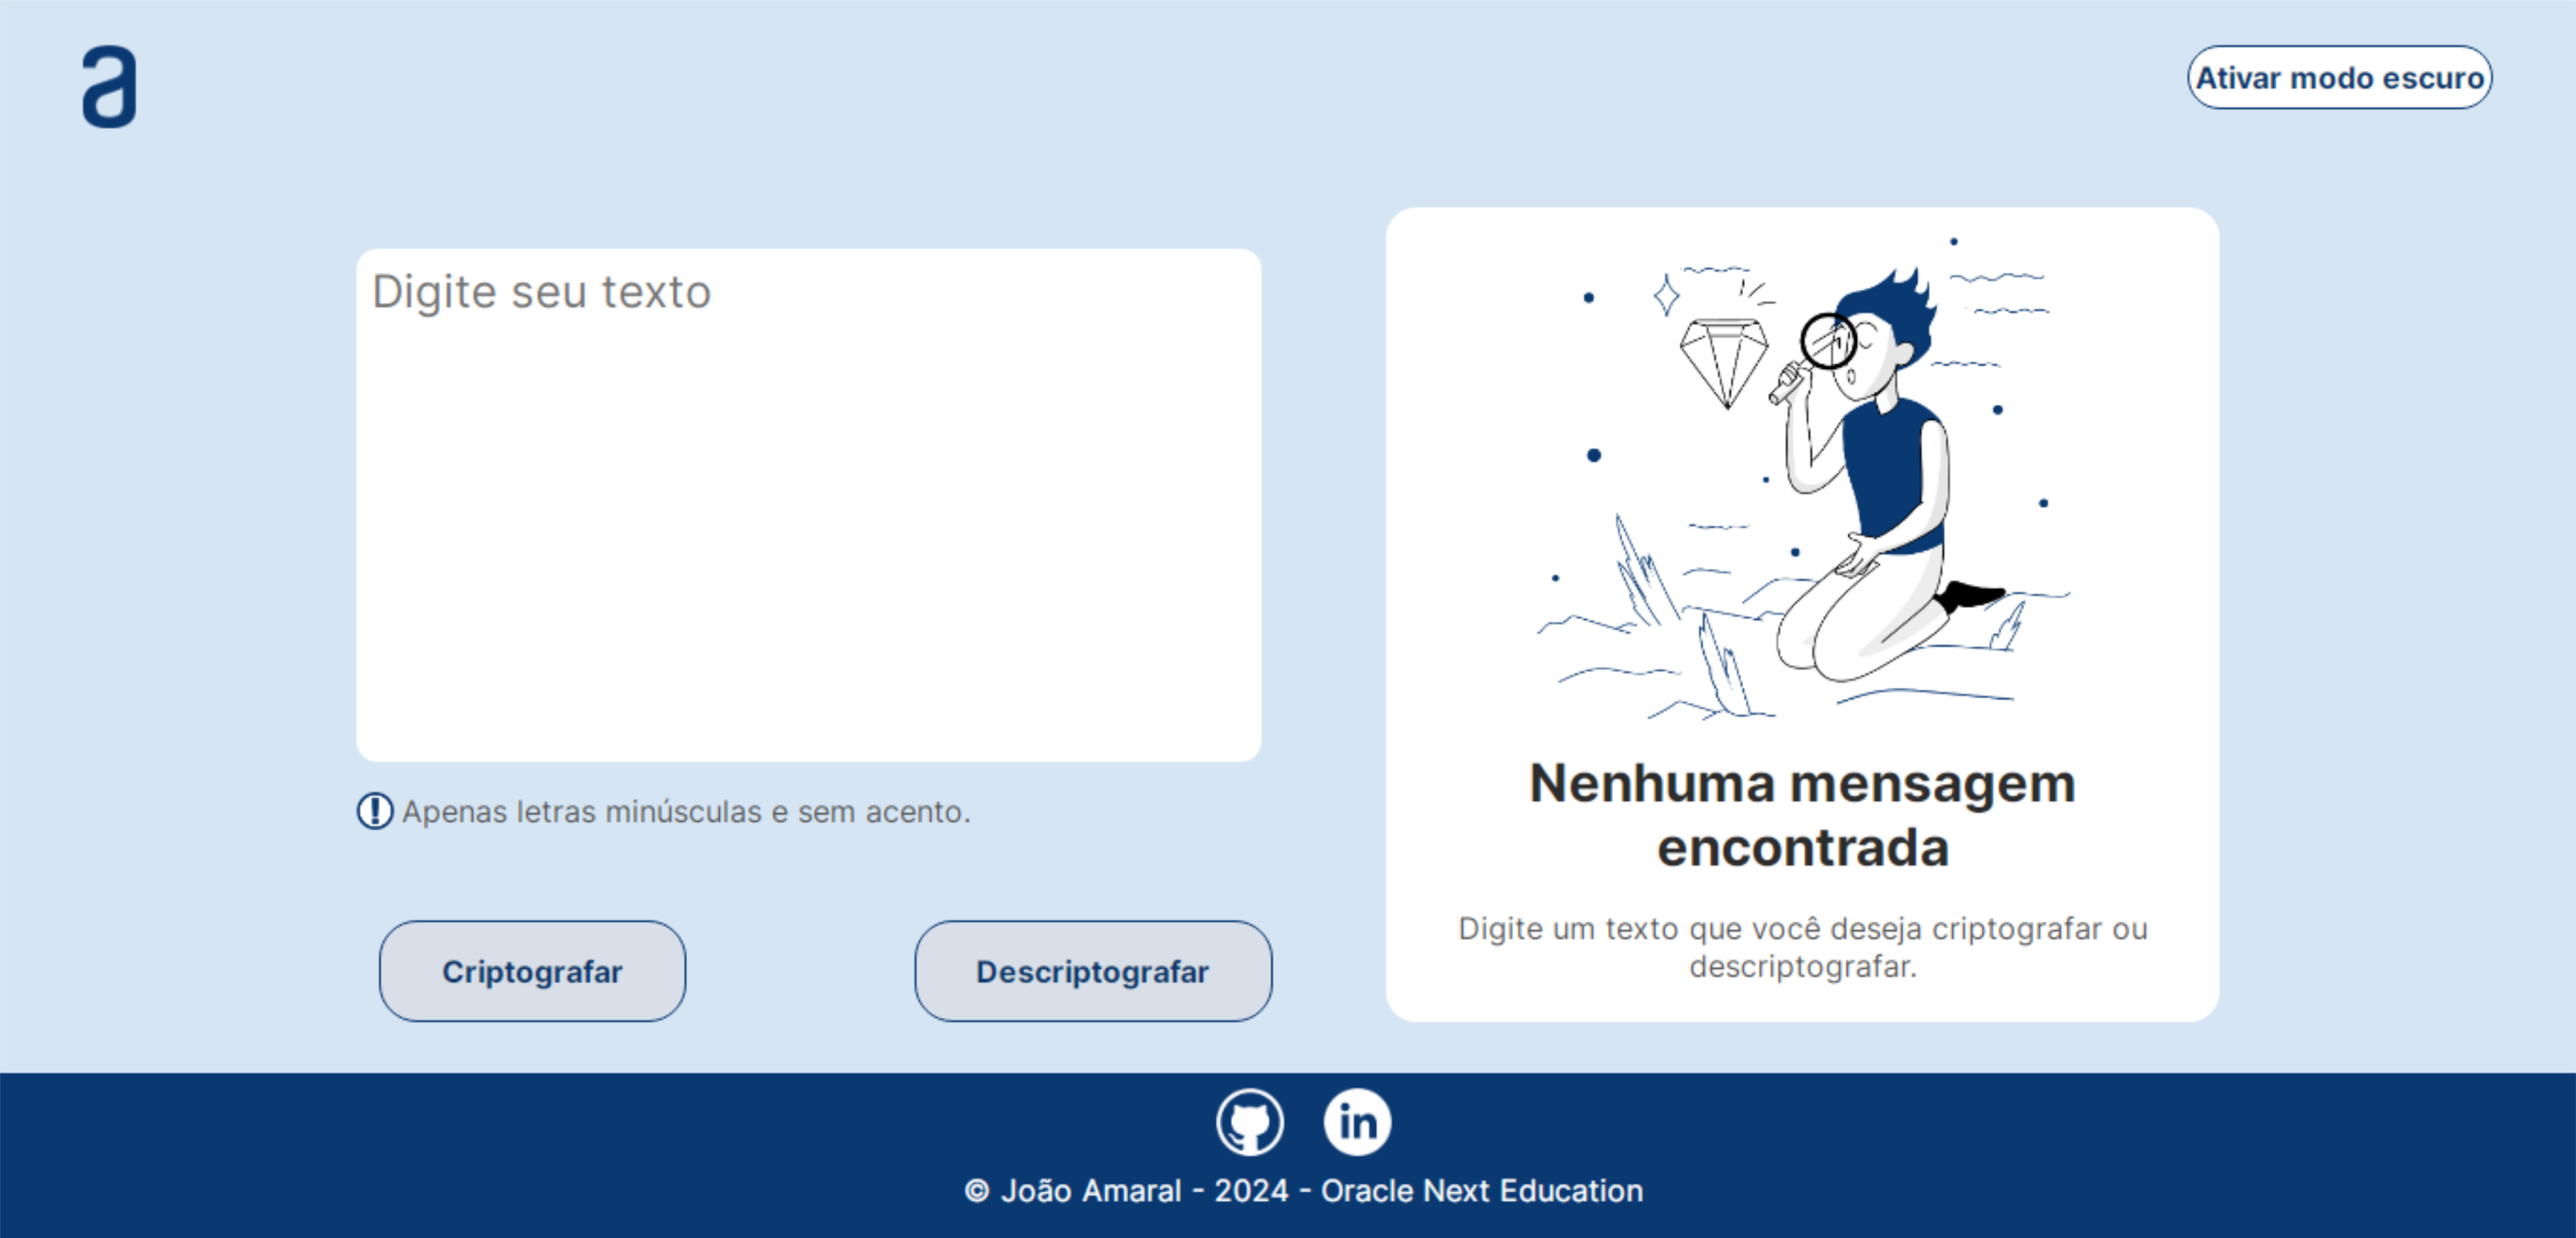 a
Ativar modo escuro
Digite seu texto
Apenas letras minúsculas e sem acento.
Criptografar
Descriptografar
Nenhuma mensagem
encontrada
Digite um texto que você deseja criptografar ou
descriptografar.
in
© João Amaral - 2024 - Oracle Next Education